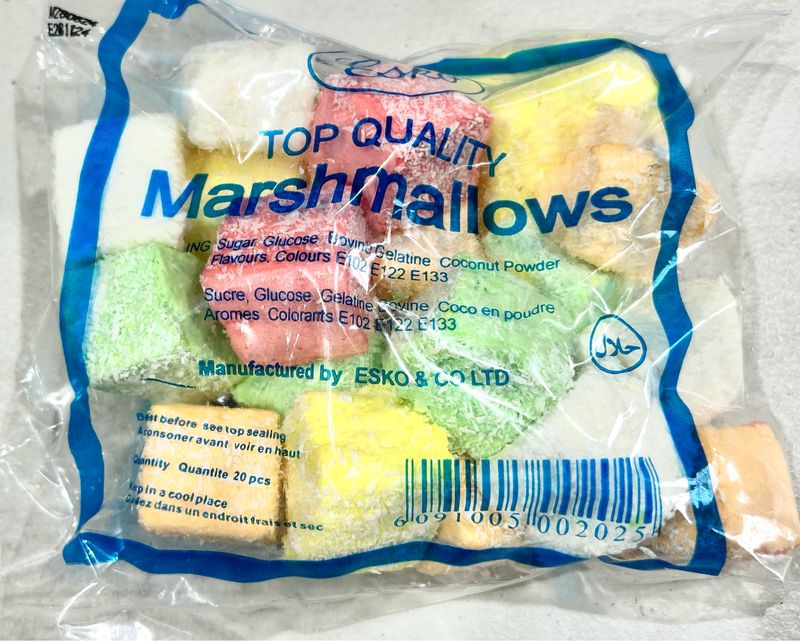 Esko
TOP QUALITY
Marshmallows
ING Sugar Glucose Bovine Gelatine Coconut Powder
Flavours, Colours E102 E122 E133
Sucre, Glucose, Gelatine Bovine Coco en poudre
Aromes Colorants E102 E122 E133
حلال
Manufactured by ESKO & CO LTD
Best before see top sealing
A consoner avant voir en haut
Quantity Quantite 20 pcs
Keep in a cool place
Gardez dans un endroit frais et sec
6 091005 002025